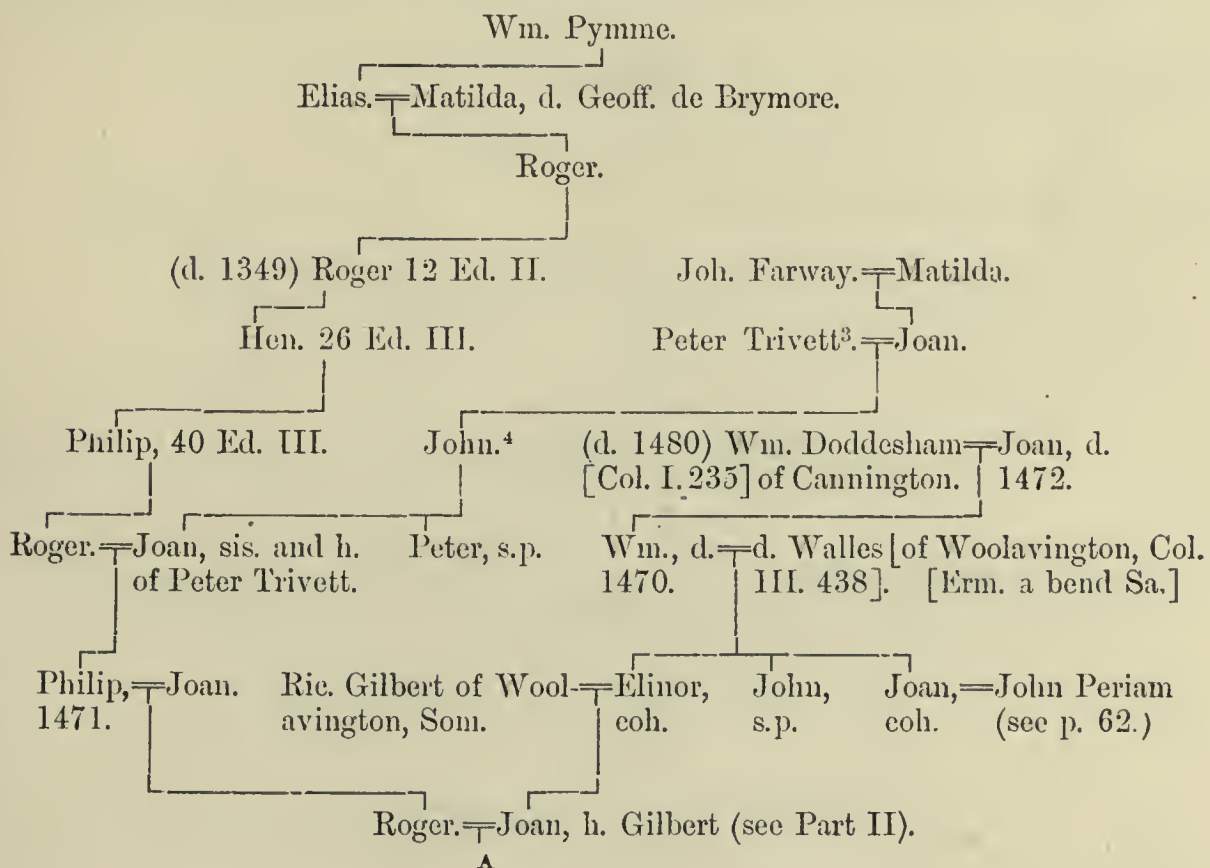 Wm. Pymme.
Elias. Matilda, d. Geoff. de Brymore.
Roger.
(d. 1349) Roger 12 Ed. II. Joh. Farway. Matilda.
Hen. 26 Ed. III. Peter Trivett³. Joan.
Philip, 40 Ed. III. John.⁴ (d. 1480) Wm. Doddesham Joan, d.
[Col. I. 235] of Cannington. 1472.
Roger. Joan, sis. and h. Peter, s.p. Wm., d. d. Walles [of Woolavington, Col.
of Peter Trivett. 1470. III. 438]. [Erm. a bend Sa.]
Philip, Joan. Ric. Gilbert of Wool- Elinor, John, Joan, John Periam
1471. avington, Som. coh. s.p. coh. (see p. 62.)
Roger. Joan, h. Gilbert (see Part II).
A